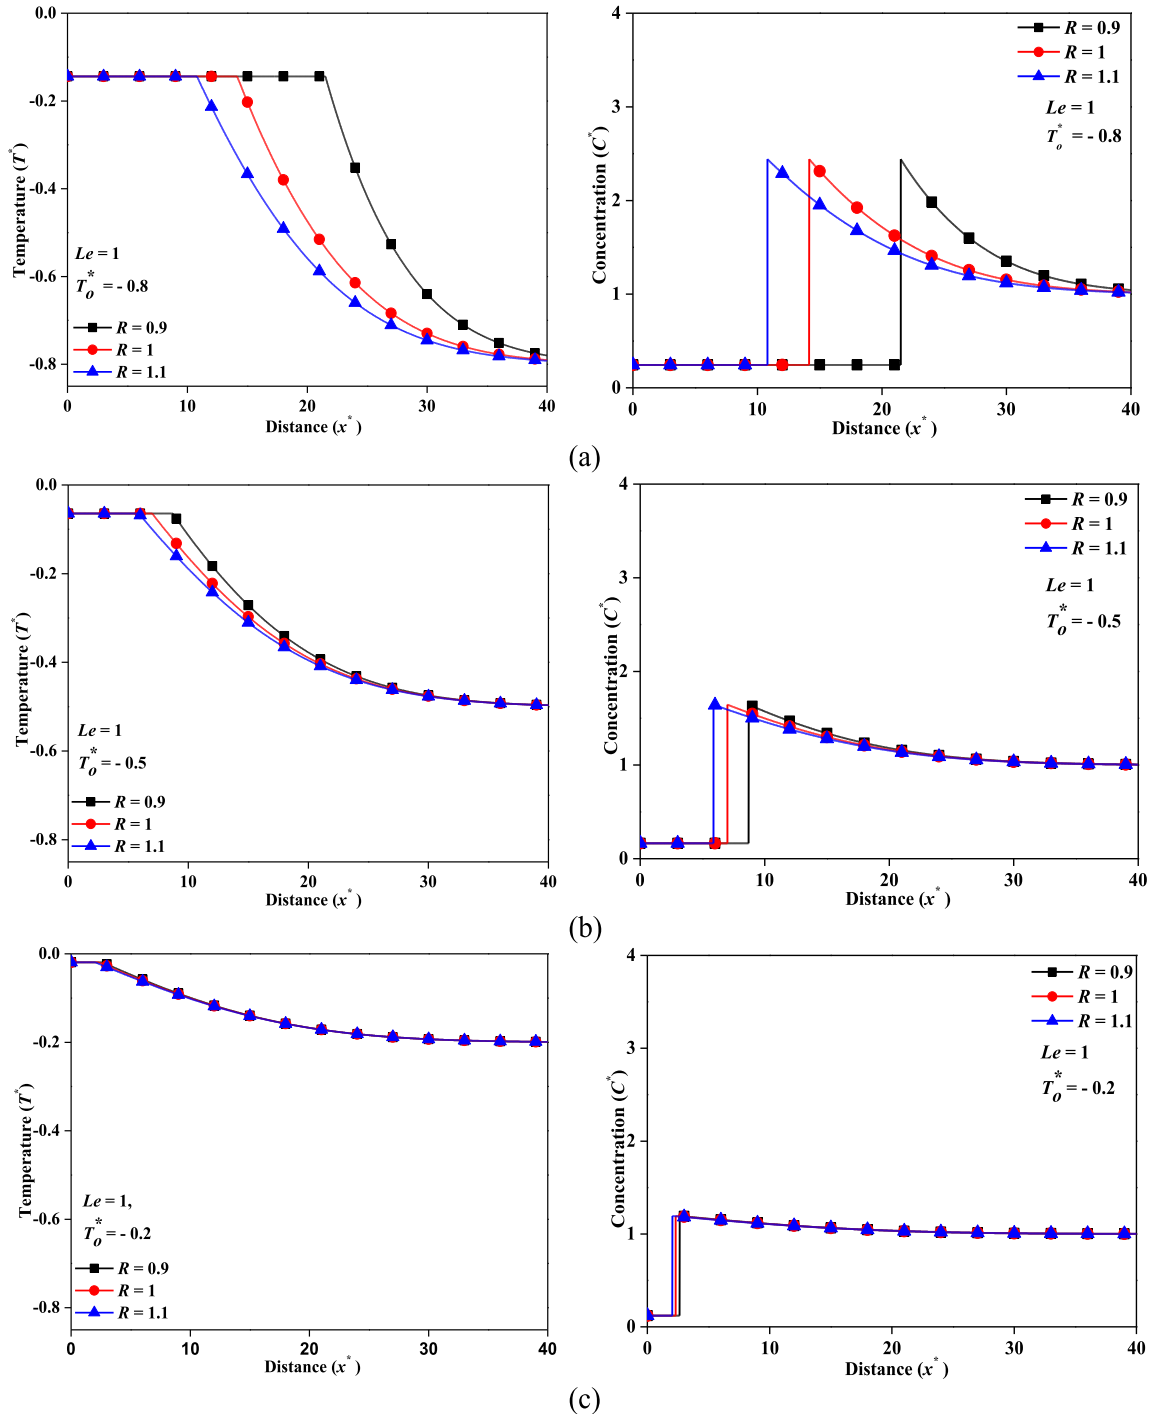 0.0
-0.2
-0.4
-0.6
-0.8
Temperature (T*)
Le = 1
T*o = - 0.8
R = 0.9
R = 1
R = 1.1
0 10 20 30 40
Distance (x*)
4
3
2
1
0
Concentration (C*)
R = 0.9
R = 1
R = 1.1
Le = 1
T*o = - 0.8
0 10 20 30 40
Distance (x*)
(a)
0.0
-0.2
-0.4
-0.6
-0.8
Temperature (T*)
Le = 1
T*o = - 0.5
R = 0.9
R = 1
R = 1.1
0 10 20 30 40
Distance (x*)
4
3
2
1
0
Concentration (C*)
R = 0.9
R = 1
R = 1.1
Le = 1
T*o = - 0.5
0 10 20 30 40
Distance (x*)
(b)
0.0
-0.2
-0.4
-0.6
-0.8
Temperature (T*)
Le = 1,
T*o = - 0.2
R = 0.9
R = 1
R = 1.1
0 10 20 30 40
Distance (x*)
4
3
2
1
0
Concentration (C*)
R = 0.9
R = 1
R = 1.1
Le = 1
T*o = - 0.2
0 10 20 30 40
Distance (x*)
(c)